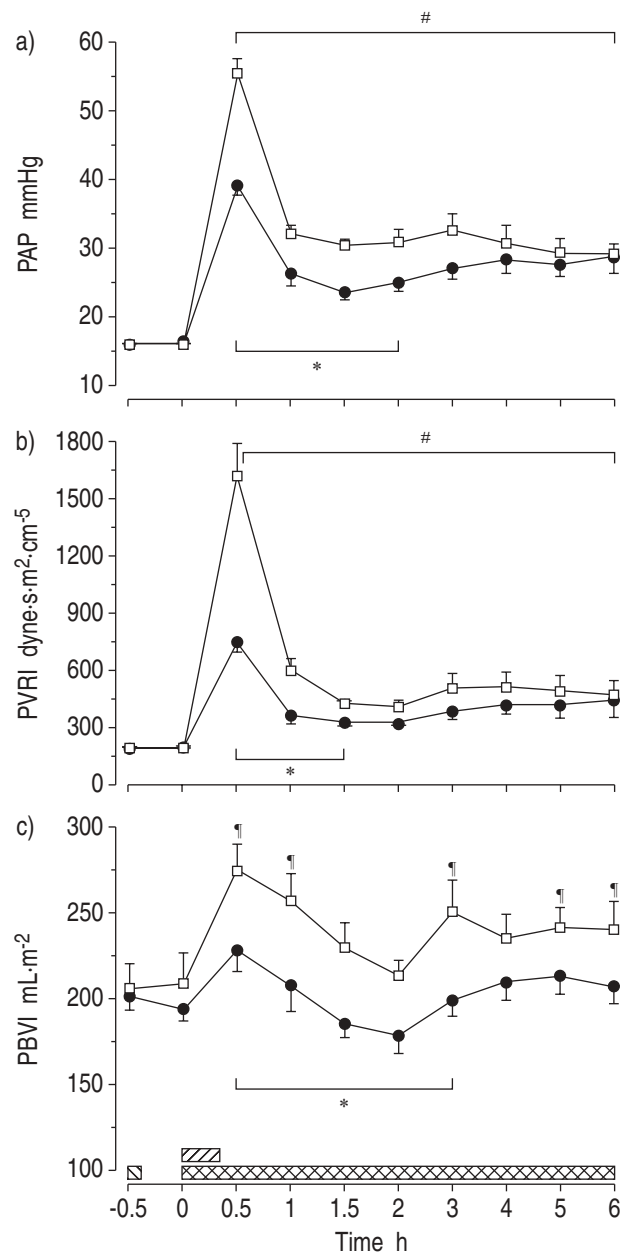 a)
#
60
50
40
30
20
10
PAP mmHg
*
b)
#
1800
1500
1200
900
600
300
0
PVRI dyne·s·m²·cm⁻⁵
*
c)
300
250
200
150
100
PBVI mL·m⁻²
¶ ¶ ¶ ¶ ¶
*
-0.5 0 0.5 1 1.5 2 3 4 5 6
Time h